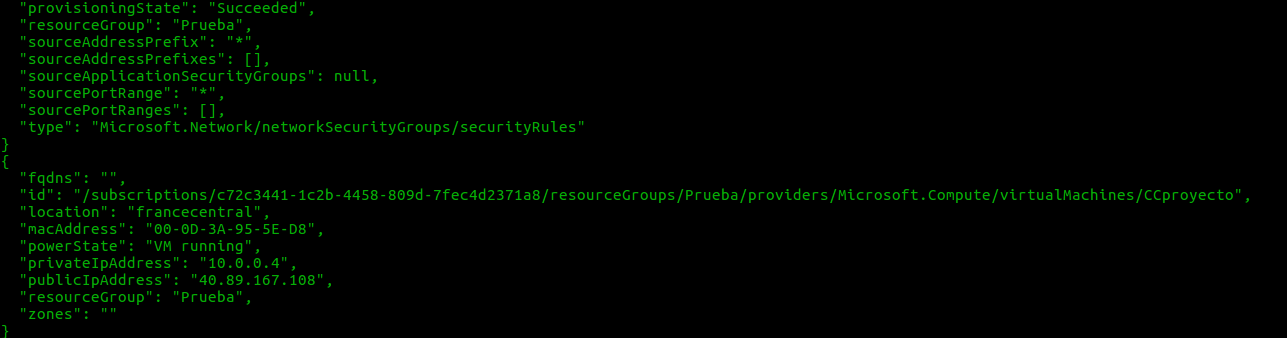 "provisioningState": "Succeeded",
"resourceGroup": "Prueba",
"sourceAddressPrefix": "*",
"sourceAddressPrefixes": [],
"sourceApplicationSecurityGroups": null,
"sourcePortRange": "*",
"sourcePortRanges": [],
"type": "Microsoft.Network/networkSecurityGroups/securityRules"
}
{
"fqdns": "",
"id": "/subscriptions/c72c3441-1c2b-4458-809d-7fec4d2371a8/resourceGroups/Prueba/providers/Microsoft.Compute/virtualMachines/CCproyecto",
"location": "francecentral",
"macAddress": "00-0D-3A-95-5E-D8",
"powerState": "VM running",
"privateIpAddress": "10.0.0.4",
"publicIpAddress": "40.89.167.108",
"resourceGroup": "Prueba",
"zones": ""
}